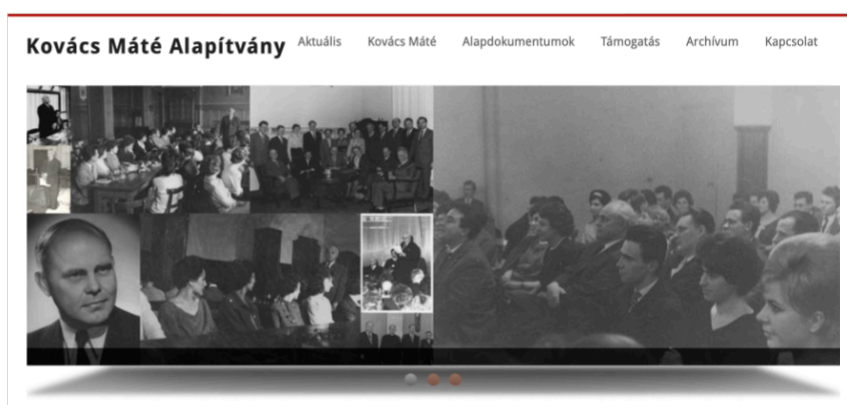 Kovács Máté Alapítvány
Aktuális Kovács Máté Alapdokumentumok Támogatás Archívum Kapcsolat